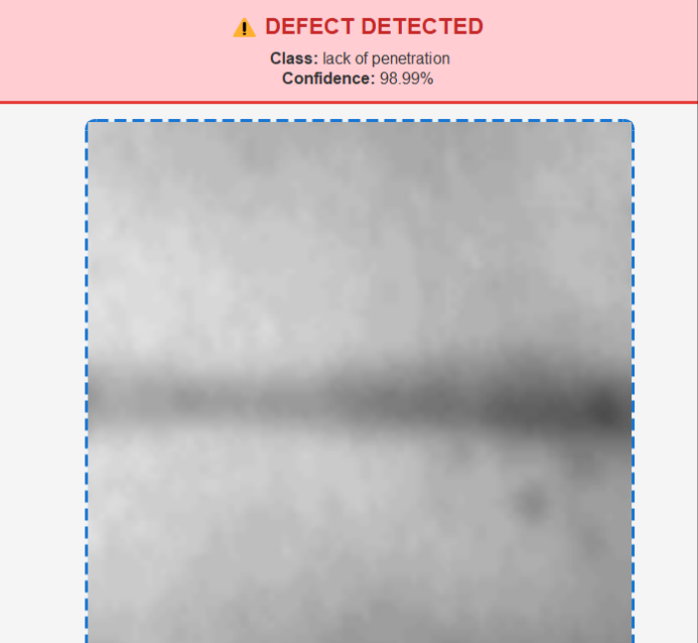 DEFECT DETECTED
Class: lack of penetration
Confidence: 98.99%